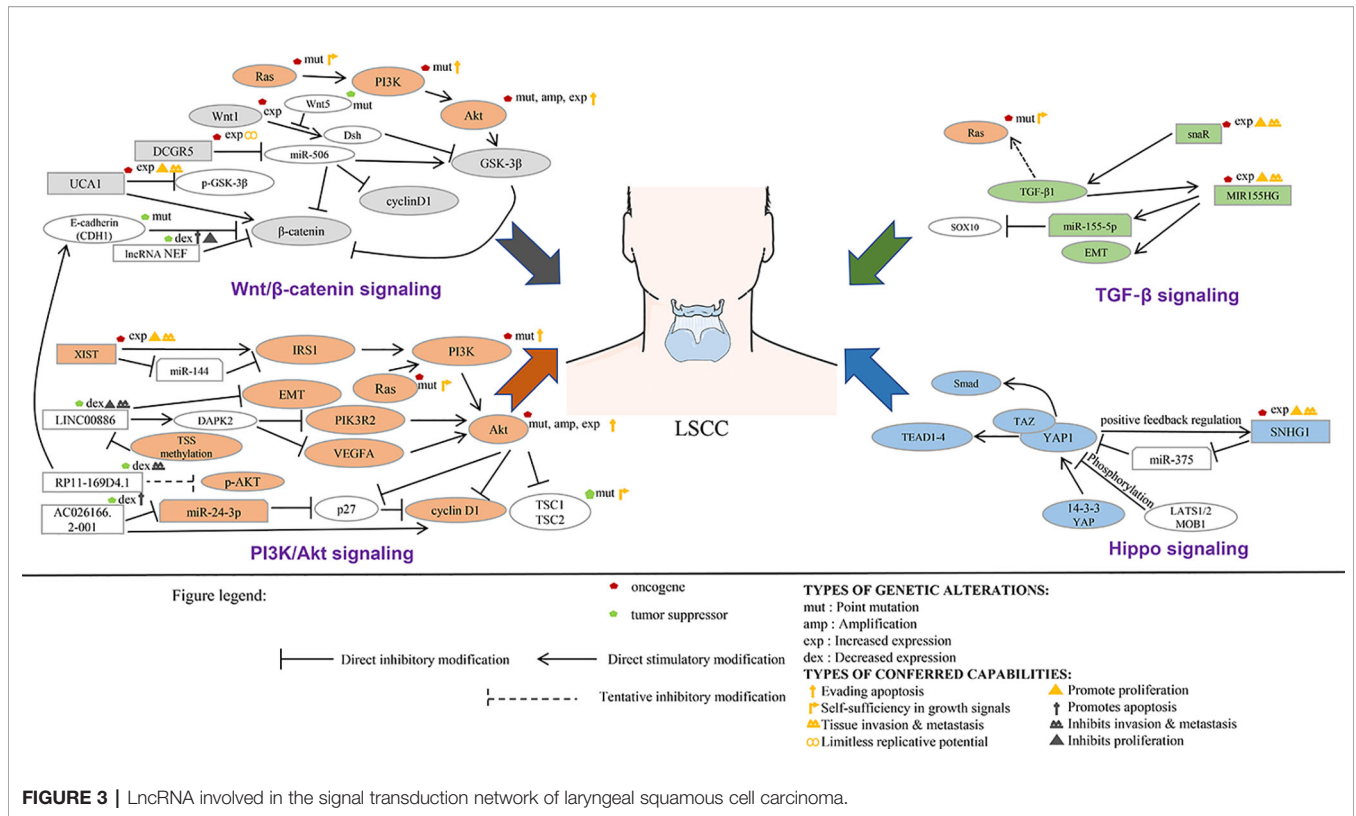 Ras
mut
PI3K
mut
Wnt5
mut
Akt
mut, amp, exp
Wnt1
exp
Dsh
DCGR5
exp
miR-506
GSK-3β
UCA1
exp
p-GSK-3β
cyclinD1
E-cadherin
(CDH1)
mut
β-catenin
dex
lncRNA NEF
Wnt/β-catenin signaling
XIST
exp
IRS1
PI3K
mut
miR-144
Ras
mut
EMT
dex
LINC00886
DAPK2
PIK3R2
Akt
mut, amp, exp
TSS
methylation
VEGFA
dex
RP11-169D4.1
p-AKT
dex
AC026166.
2-001
miR-24-3p
p27
cyclin D1
TSC1
TSC2
mut
PI3K/Akt signaling
LSCC
Ras
mut
snaR
exp
TGF-β1
exp
MIR155HG
SOX10
miR-155-5p
EMT
TGF-β signaling
Smad
TAZ
YAP1
TEAD1-4
positive feedback regulation
exp
SNHG1
miR-375
Phosphorylation
14-3-3
YAP
LATS1/2
MOB1
Hippo signaling
Figure legend:
oncogene
tumor suppressor
Direct inhibitory modification
Direct stimulatory modification
Tentative inhibitory modification
TYPES OF GENETIC ALTERATIONS:
mut : Point mutation
amp : Amplification
exp : Increased expression
dex : Decreased expression
TYPES OF CONFERRED CAPABILITIES:
Evading apoptosis
Self-sufficiency in growth signals
Tissue invasion & metastasis
Limitless replicative potential
Promote proliferation
Promotes apoptosis
Inhibits invasion & metastasis
Inhibits proliferation
FIGURE 3 | LncRNA involved in the signal transduction network of laryngeal squamous cell carcinoma.